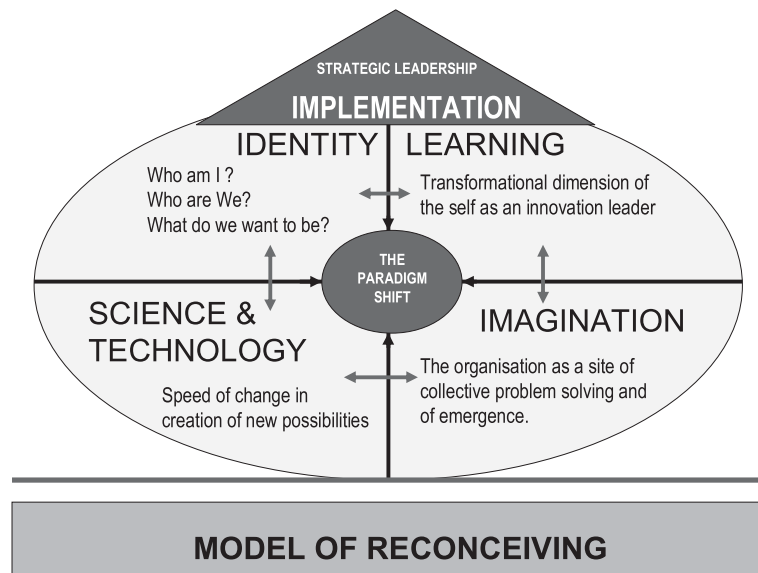 STRATEGIC LEADERSHIP
IMPLEMENTATION
IDENTITY
Who am I ?
Who are We?
What do we want to be?
LEARNING
Transformational dimension of
the self as an innovation leader
THE
PARADIGM
SHIFT
SCIENCE &
TECHNOLOGY
Speed of change in
creation of new possibilities
IMAGINATION
The organisation as a site of
collective problem solving and
of emergence.
MODEL OF RECONCEIVING